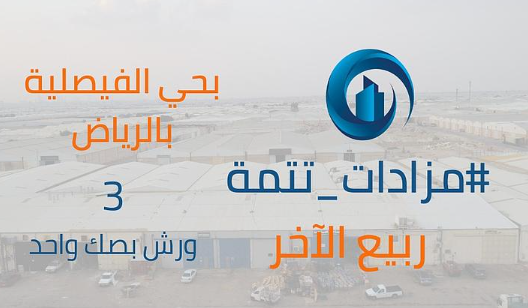 #مزادات_تتمة
ربيع الآخر
بحي الفيصلية
بالرياض
3
ورش بصك واحد